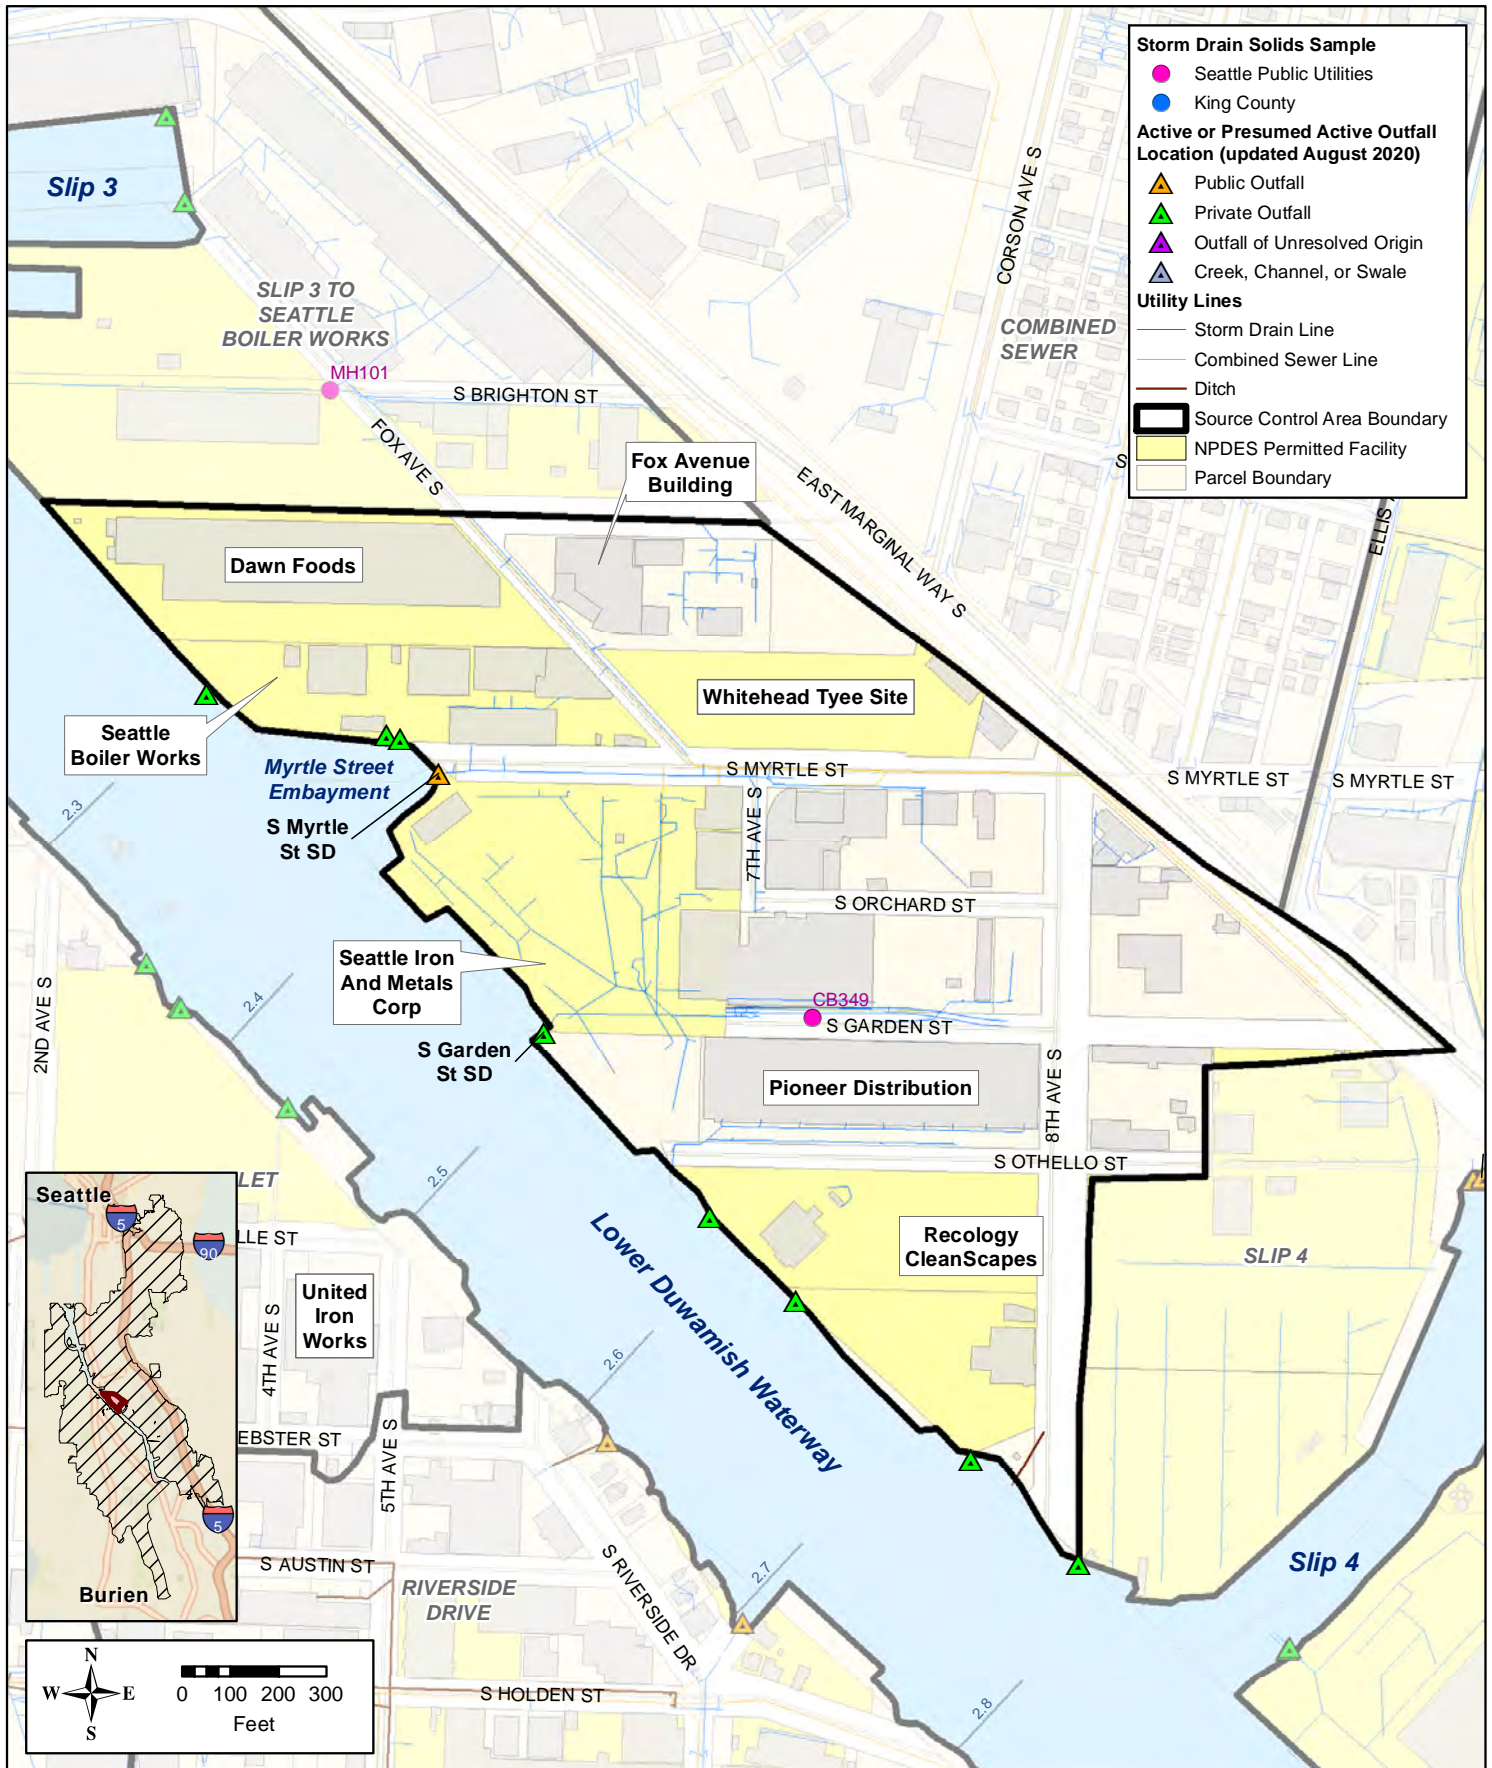 Storm Drain Solids Sample
Seattle Public Utilities
King County
Active or Presumed Active Outfall
Location (updated August 2020)
Public Outfall
Private Outfall
Outfall of Unresolved Origin
Creek, Channel, or Swale
Utility Lines
Storm Drain Line
Combined Sewer Line
Ditch
Source Control Area Boundary
NPDES Permitted Facility
Parcel Boundary
Slip 3
SLIP 3 TO
SEATTLE
BOILER WORKS
MH101
S BRIGHTON ST
FOX AVE S
CORSON AVE S
COMBINED
SEWER
S
ELLIS
EAST MARGINAL WAY S
Fox Avenue
Building
Dawn Foods
Whitehead Tyee Site
Seattle
Boiler Works
Myrtle Street
Embayment
S Myrtle
St SD
S MYRTLE ST
S MYRTLE ST
S MYRTLE ST
7TH AVE S
S ORCHARD ST
Seattle Iron
And Metals
Corp
CB349
S GARDEN ST
S Garden
St SD
Pioneer Distribution
8TH AVE S
S OTHELLO ST
Recology
CleanScapes
SLIP 4
Lower Duwamish Waterway
Slip 4
2.3
2.4
2.5
2.6
2.7
2.8
2ND AVE S
LET
LLE ST
United
Iron
Works
4TH AVE S
EBSTER ST
5TH AVE S
S AUSTIN ST
RIVERSIDE
DRIVE
S RIVERSIDE DR
S HOLDEN ST
Seattle
5
90
5
Burien
N
W E
S
0 100 200 300
Feet